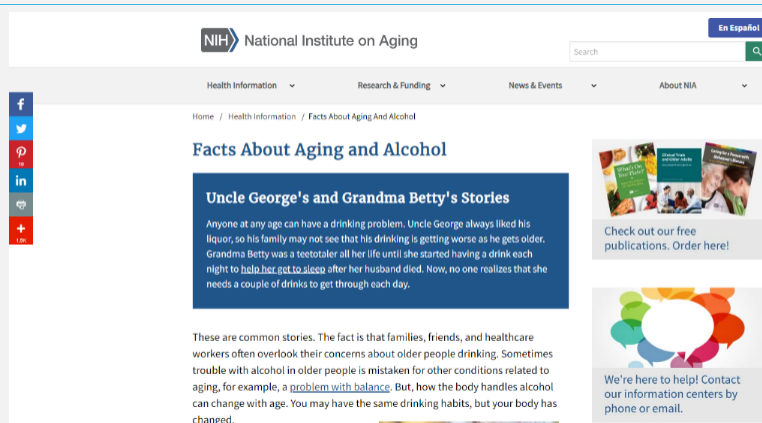 NIH National Institute on Aging
En Español
Search
Health Information
Research & Funding
News & Events
About NIA
Home / Health Information / Facts About Aging And Alcohol
Facts About Aging and Alcohol
Uncle George's and Grandma Betty's Stories
Anyone at any age can have a drinking problem. Uncle George always liked his
liquor, so his family may not see that his drinking is getting worse as he gets older.
Grandma Betty was a teetotaler all her life until she started having a drink each
night to help her get to sleep after her husband died. Now, no one realizes that she
needs a couple of drinks to get through each day.
These are common stories. The fact is that families, friends, and healthcare
workers often overlook their concerns about older people drinking. Sometimes
trouble with alcohol in older people is mistaken for other conditions related to
aging, for example, a problem with balance. But, how the body handles alcohol
can change with age. You may have the same drinking habits, but your body has
changed.
Check out our free
publications. Order here!
We're here to help! Contact
our information centers by
phone or email.